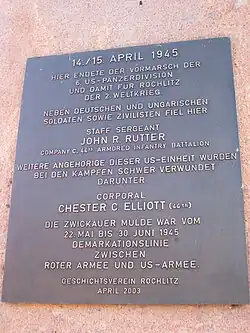 14./15. APRIL 1945
HIER ENDETE DER VORMARSCH DER
6. US-PANZERDIVISION
UND DAMIT FÜR ROCHLITZ
DER 2. WELTKRIEG
NEBEN DEUTSCHEN UND UNGARISCHEN
SOLDATEN SOWIE ZIVILISTEN FIEL HIER
STAFF SERGEANT
JOHN R. RUTTER
COMPANY C, 44TH ARMORED INFANTRY BATTALION
WEITERE ANGEHÖRIGE DIESER US-EINHEIT WURDEN
BEI DEN KÄMPFEN SCHWER VERWUNDET
DARUNTER
CORPORAL
CHESTER C. ELLIOTT (44TH)
DIE ZWICKAUER MULDE WAR VOM
22. MAI BIS 30. JUNI 1945
DEMARKATIONSLINIE
ZWISCHEN
ROTER ARMEE UND US-ARMEE.
GESCHICHTSVEREIN ROCHLITZ
APRIL 2003